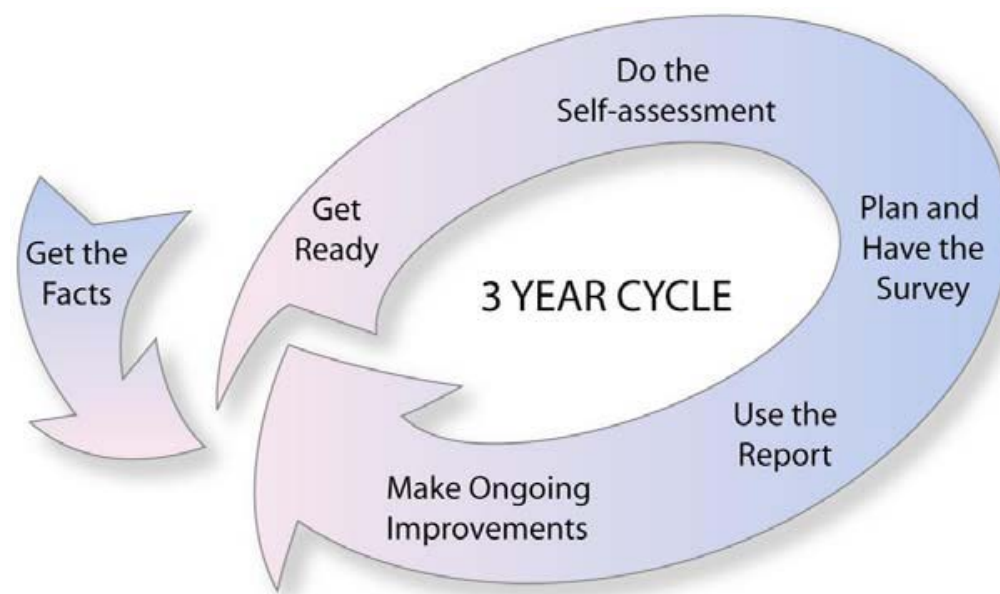 Get the
Facts
Get
Ready
Do the
Self-assessment
Plan and
Have the
Survey
Use the
Report
Make Ongoing
Improvements
3 YEAR CYCLE